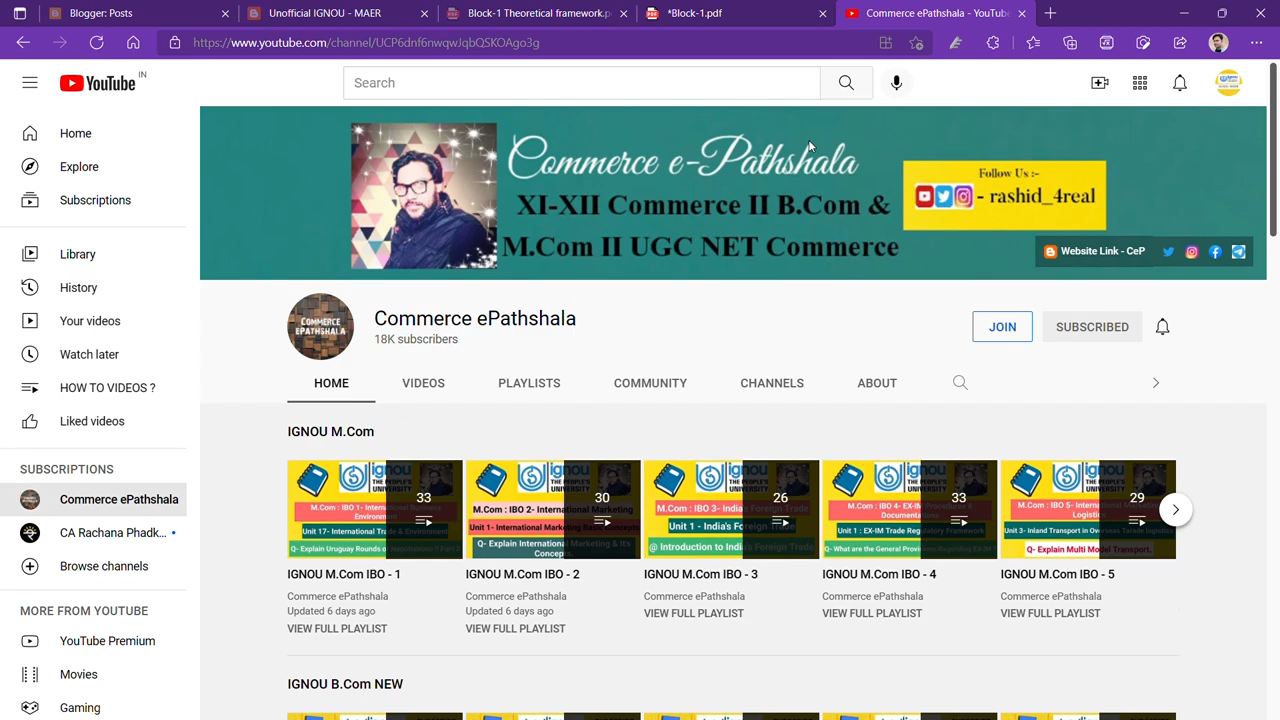 Blogger: Posts
Unofficial IGNOU - MAER
Block-1 Theoretical framework.p
*Block-1.pdf
Commerce ePathshala - YouTube
https://www.youtube.com/channel/UCP6dnf6nwqwJqbQSKOAgo3g
YouTube IN
Search
Home
Explore
Subscriptions
Library
History
Your videos
Watch later
HOW TO VIDEOS ?
Liked videos
SUBSCRIPTIONS
Commerce ePathshala
CA Rachana Phadk...
Browse channels
MORE FROM YOUTUBE
YouTube Premium
Movies
Gaming
Commerce e-Pathshala
XI-XII Commerce II B.Com &
M.Com II UGC NET Commerce
Follow Us :-
- rashid_4real
Website Link - CeP
COMMERCE
EPATHSHALA
Commerce ePathshala
18K subscribers
JOIN
SUBSCRIBED
HOME
VIDEOS
PLAYLISTS
COMMUNITY
CHANNELS
ABOUT
IGNOU M.Com
33
30
26
33
29
IGNOU M.Com IBO - 1
Commerce ePathshala
Updated 6 days ago
VIEW FULL PLAYLIST
IGNOU M.Com IBO - 2
Commerce ePathshala
Updated 6 days ago
VIEW FULL PLAYLIST
IGNOU M.Com IBO - 3
Commerce ePathshala
VIEW FULL PLAYLIST
IGNOU M.Com IBO - 4
Commerce ePathshala
VIEW FULL PLAYLIST
IGNOU M.Com IBO - 5
Commerce ePathshala
VIEW FULL PLAYLIST
IGNOU B.Com NEW